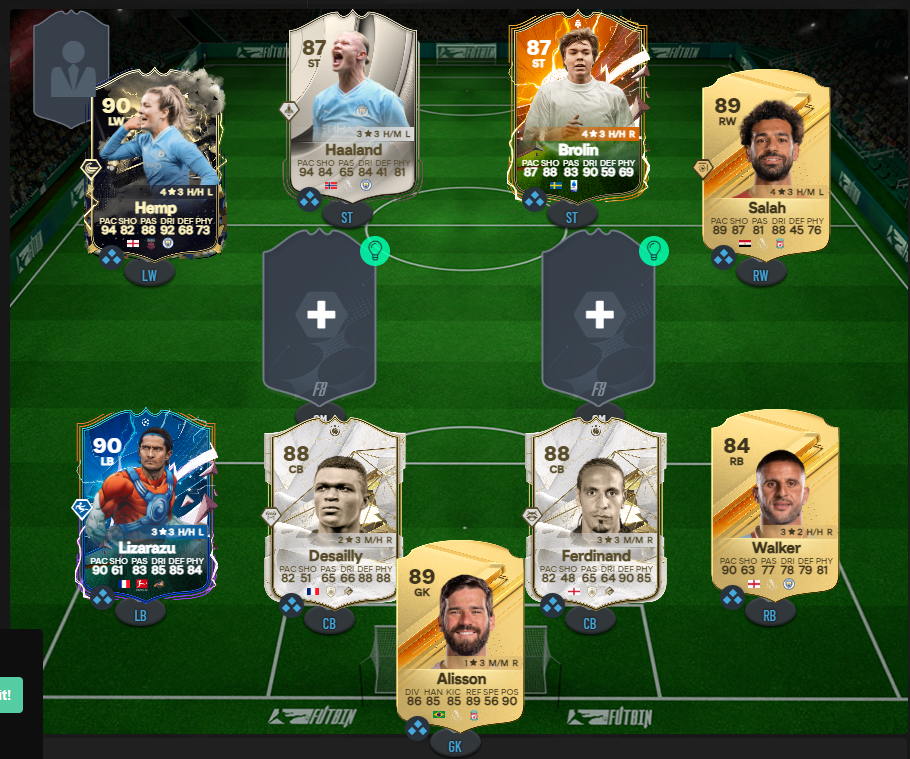 87
ST
3★3 H/M L
Haaland
PAC SHO PAS DRI DEF PHY
94 84 65 84 41 81
ST
87
ST
4★3 H/H R
Brolin
PAC SHO PAS DRI DEF PHY
87 88 83 90 59 69
ST
90
LW
4★3 H/H L
Hemp
PAC SHO PAS DRI DEF PHY
94 82 88 92 68 73
LW
89
RW
4★3 H/M L
Salah
PAC SHO PAS DRI DEF PHY
89 87 81 88 45 76
RW
FUTBIN
FUTBIN
FUTBIN
90
LB
3★3 H/H L
Lizarazu
PAC SHO PAS DRI DEF PHY
90 61 83 85 85 84
LB
88
CB
2★3 M/H R
Desailly
PAC SHO PAS DRI DEF PHY
82 51 65 66 88 88
CB
88
CB
3★3 M/M R
Ferdinand
PAC SHO PAS DRI DEF PHY
82 48 65 64 90 85
CB
84
RB
3★2 H/H R
Walker
PAC SHO PAS DRI DEF PHY
90 63 77 78 79 81
RB
89
GK
1★3 M/M R
Alisson
DIV HAN KIC REF SPE POS
86 85 85 89 56 90
GK
it!
FUTBIN
FUTBIN